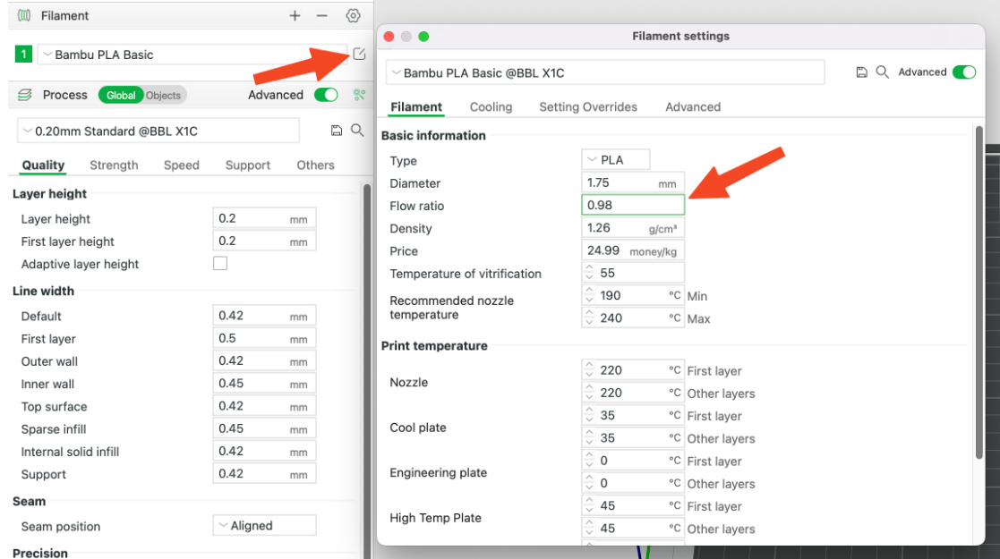 Filament
1 Bambu PLA Basic
Process Global Objects Advanced
0.20mm Standard @BBL X1C
Quality Strength Speed Support Others
Layer height
Layer height 0.2 mm
First layer height 0.2 mm
Adaptive layer height
Line width
Default 0.42 mm
First layer 0.5 mm
Outer wall 0.42 mm
Inner wall 0.45 mm
Top surface 0.42 mm
Sparse infill 0.45 mm
Internal solid infill 0.42 mm
Support 0.42 mm
Seam
Seam position Aligned
Precision
Filament settings
Bambu PLA Basic @BBL X1C Advanced
Filament Cooling Setting Overrides Advanced
Basic information
Type PLA
Diameter 1.75 mm
Flow ratio 0.98
Density 1.26 g/cm³
Price 24.99 money/kg
Temperature of vitrification 55
Recommended nozzle temperature 190 °C Min
240 °C Max
Print temperature
Nozzle 220 °C First layer
220 °C Other layers
Cool plate 35 °C First layer
35 °C Other layers
Engineering plate 0 °C First layer
0 °C Other layers
High Temp Plate 45 °C First layer
45 °C Other layers